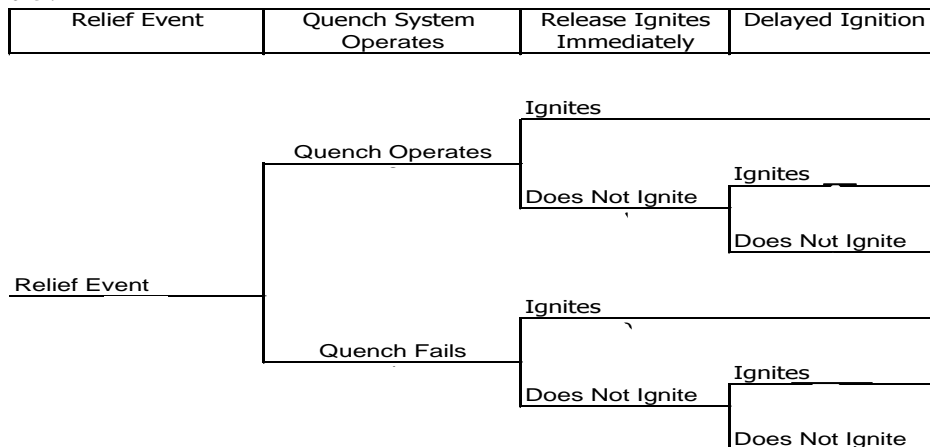 Relief Event
Quench System Operates
Release Ignites Immediately
Delayed Ignition
Ignites
Quench Operates
Ignites
Does Not Ignite
Does Not Ignite
Relief Event
Ignites
Quench Fails
Ignites
Does Not Ignite
Does Not Ignite